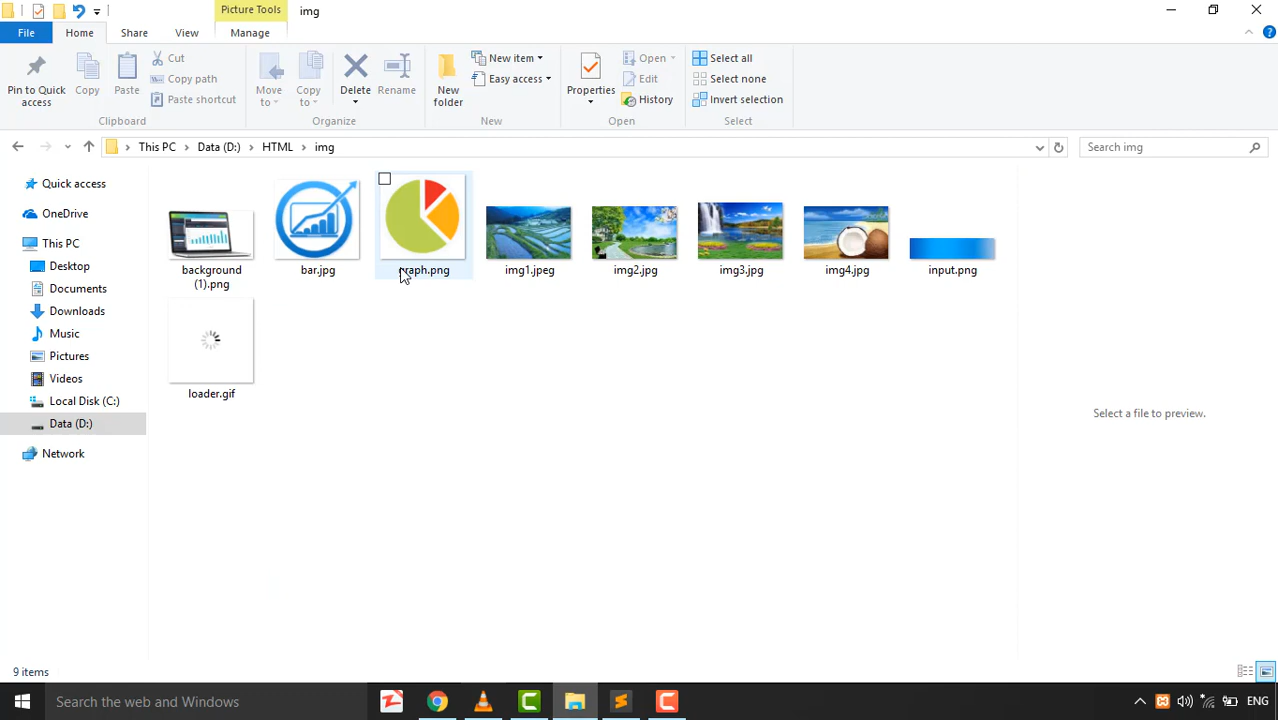 Picture Tools
img
File
Home
Share
View
Manage
Pin to Quick
access
Copy
Paste
Cut
Copy path
Paste shortcut
Clipboard
Move
to
Copy
to
Delete
Rename
Organize
New
folder
New item
Easy access
New
Properties
Open
Edit
History
Open
Select all
Select none
Invert selection
Select
This PC
Data (D:)
HTML
img
Search img
Quick access
OneDrive
This PC
Desktop
Documents
Downloads
Music
Pictures
Videos
Local Disk (C:)
Data (D:)
Network
background
(1).png
bar.jpg
graph.png
img1.jpeg
img2.jpg
img3.jpg
img4.jpg
input.png
loader.gif
Select a file to preview.
9 items
Search the web and Windows
ENG